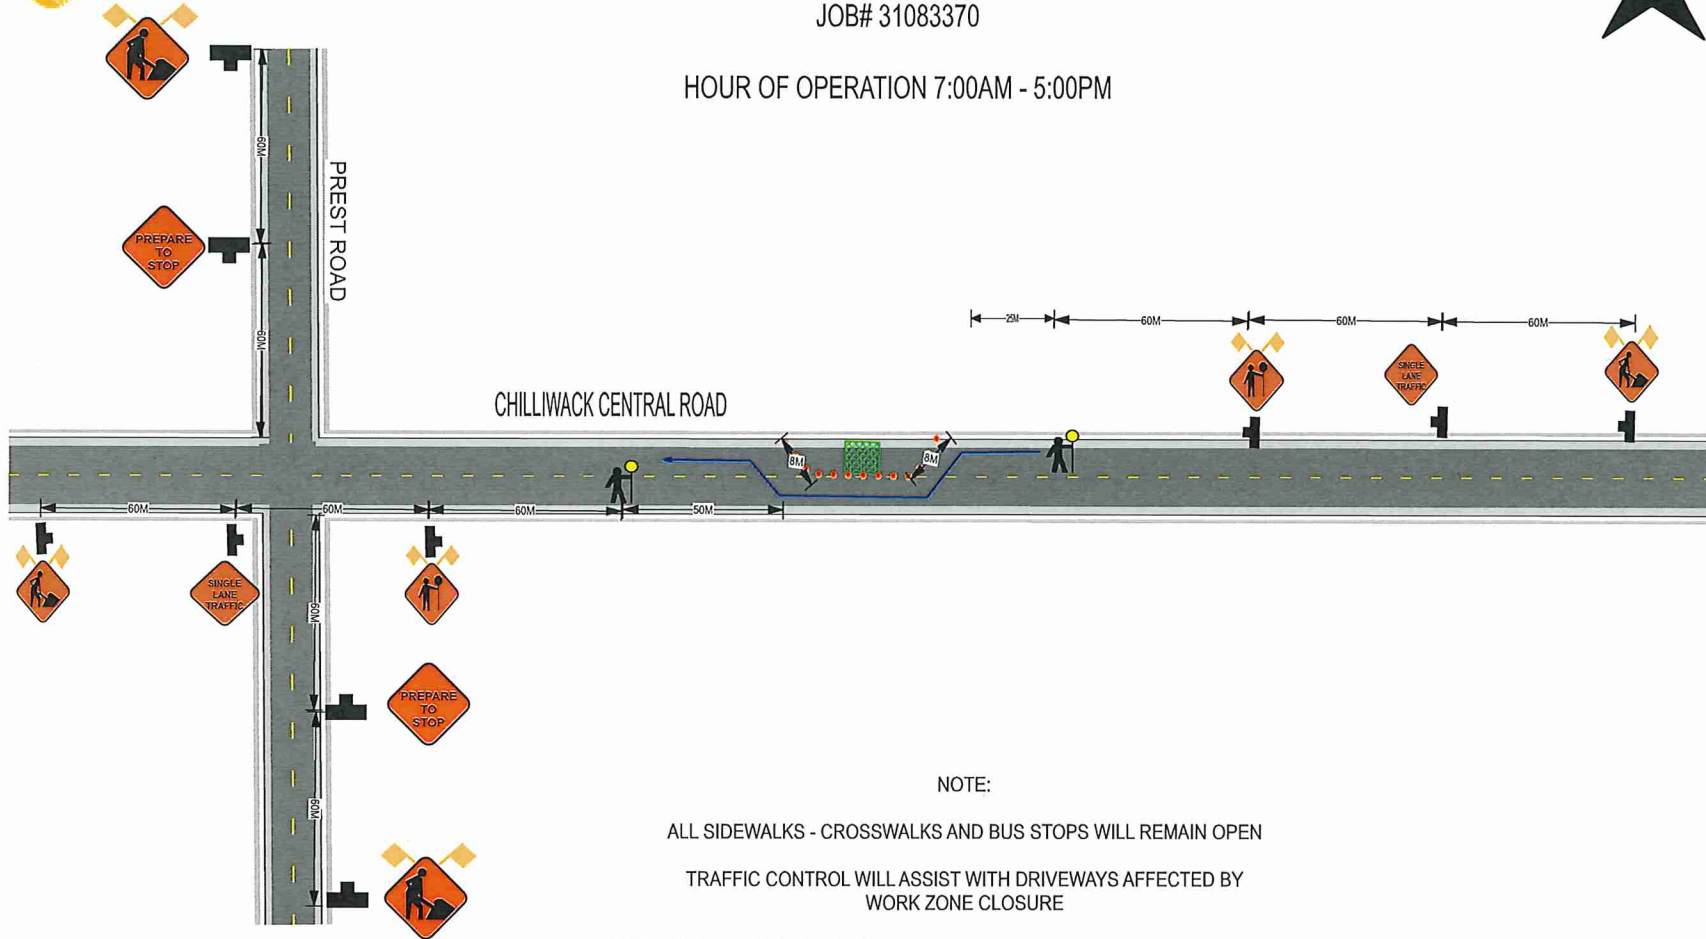 JOB# 31083370
HOUR OF OPERATION 7:00AM - 5:00PM
60M
PREST ROAD
PREPARE
TO
STOP
60M
25M
60M
60M
60M
SINGLE
LANE
TRAFFIC
CHILLIWACK CENTRAL ROAD
8M
8M
60M
60M
60M
50M
SINGLE
LANE
TRAFFIC
60M
PREPARE
TO
STOP
60M
NOTE:
ALL SIDEWALKS - CROSSWALKS AND BUS STOPS WILL REMAIN OPEN
TRAFFIC CONTROL WILL ASSIST WITH DRIVEWAYS AFFECTED BY
WORK ZONE CLOSURE